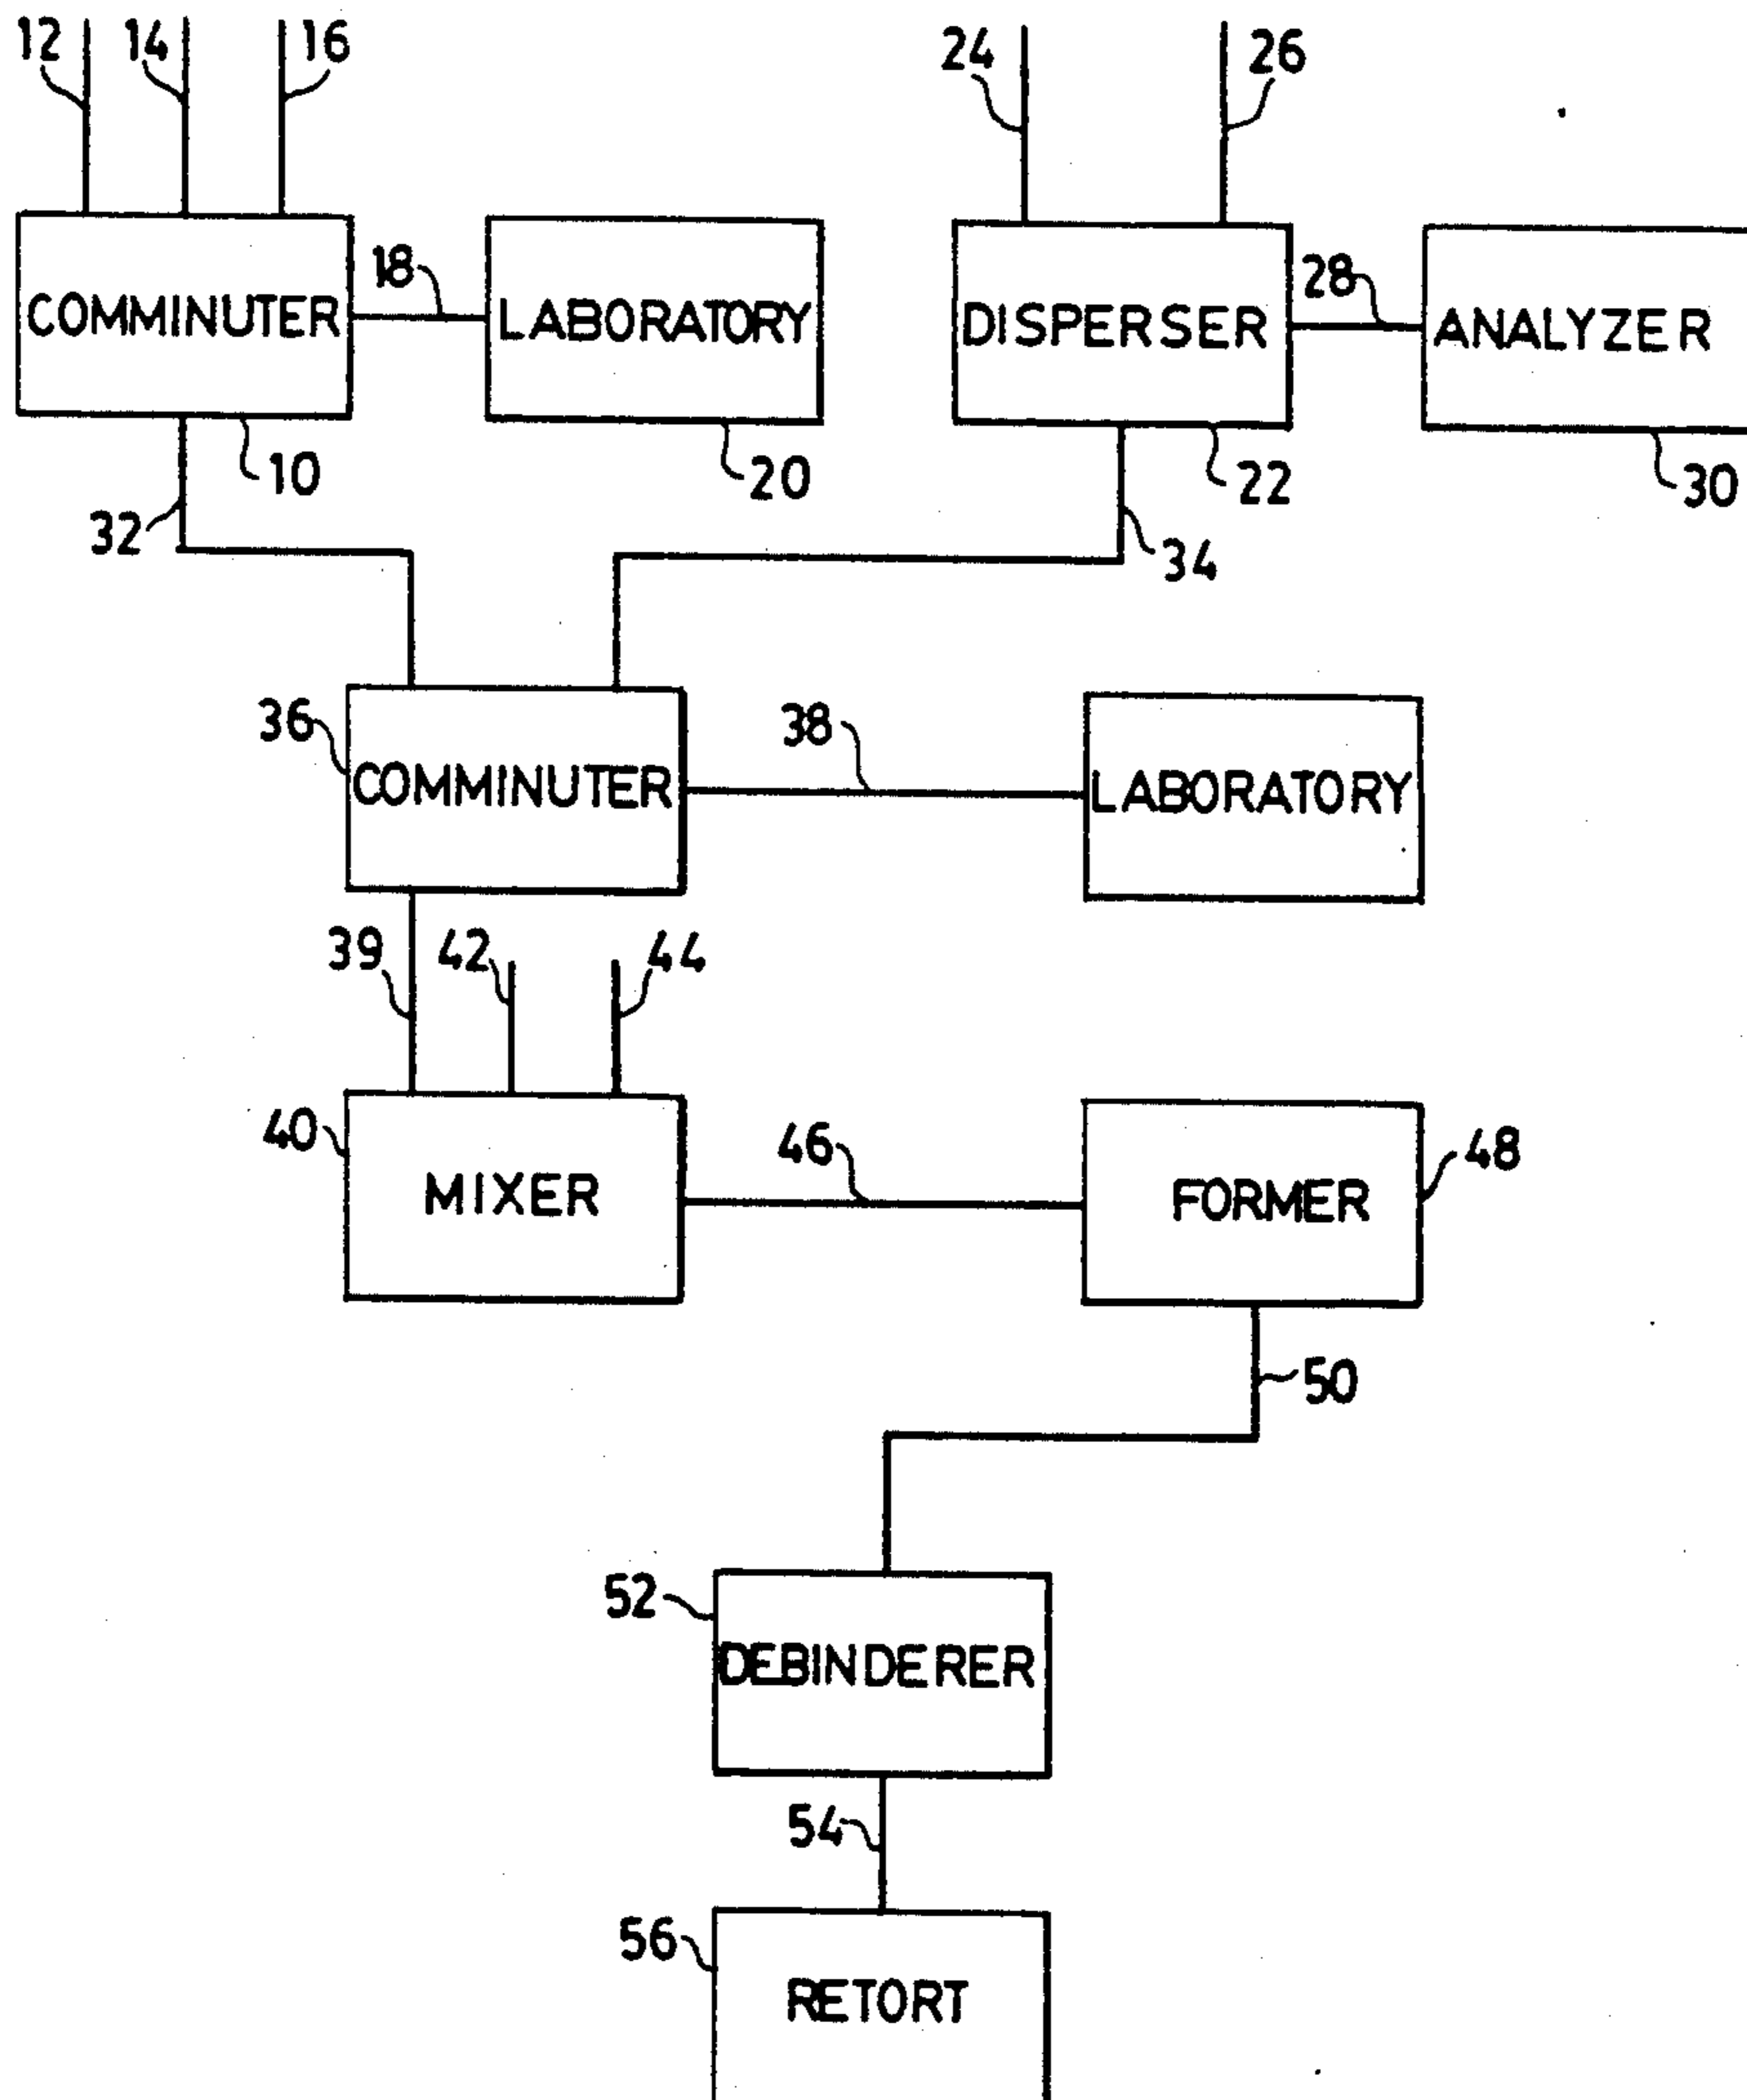 12 14 16 24 26
COMMINUTER 18 LABORATORY DISPERSER 28 ANALYZER
10 20 22 30
32 34
36 COMMINUTER 38 LABORATORY
39 42 44
40 MIXER 46 FORMER 48
50
52 DEBINDERER
54
56 RETORT